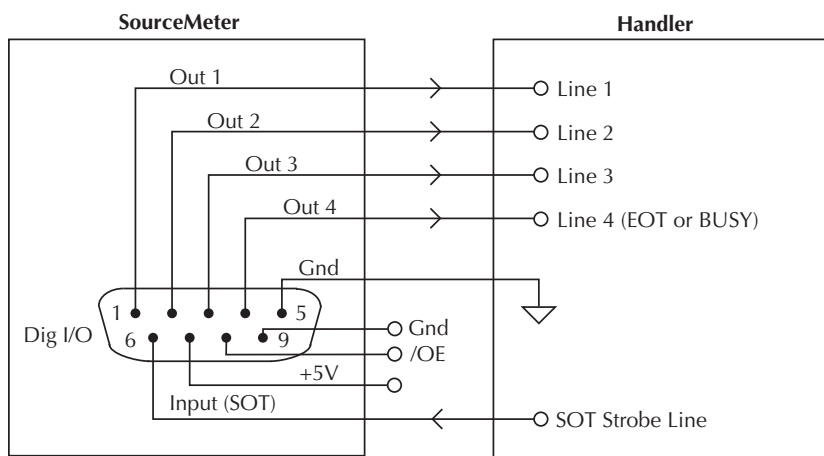 SourceMeter
Handler
Out 1
Line 1
Out 2
Line 2
Out 3
Line 3
Out 4
Line 4 (EOT or BUSY)
Gnd
1
5
Dig I/O
6
9
Gnd
/OE
+5V
Input (SOT)
SOT Strobe Line